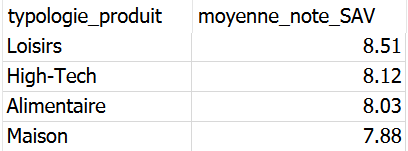 typologie_produit moyenne_note_SAV
Loisirs 8.51
High-Tech 8.12
Alimentaire 8.03
Maison 7.88